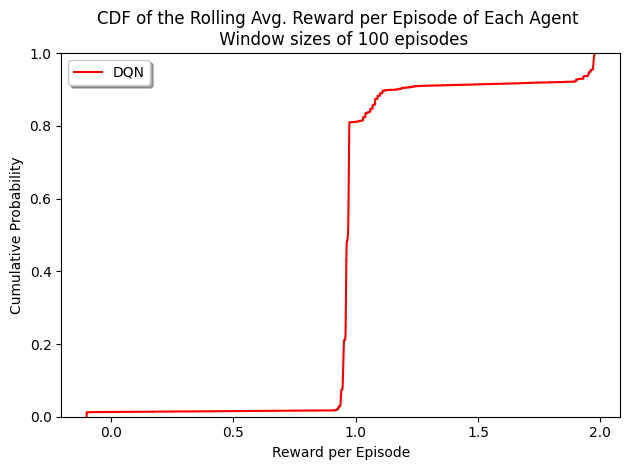 CDF of the Rolling Avg. Reward per Episode of Each Agent
Window sizes of 100 episodes
DQN
1.0
0.8
0.6
0.4
0.2
0.0
Cumulative Probability
0.0 0.5 1.0 1.5 2.0
Reward per Episode